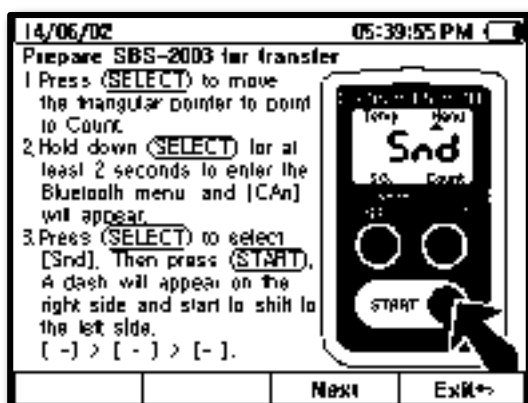 14/06/02 05:39:55 PM
Prepare SBS-2003 for transfer
1 Press (SELECT) to move
the triangular pointer to point
to Count.
2. Hold down (SELECT) for at
least 2 seconds to enter the
Bluetooth menu and [CAn]
will appear.
3. Press (SELECT) to select
[Snd]. Then press (START).
A dash will appear on the
right side and start to shift to
the left side.
[ -] > [ - ] > [- ].
Temp Menu
Snd
S.G. Count
START
Next Exit